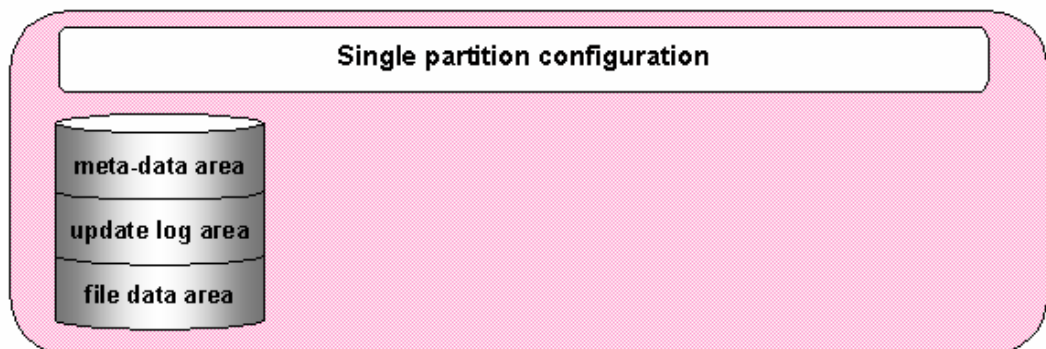 Single partition configuration
meta-data area
update log area
file data area